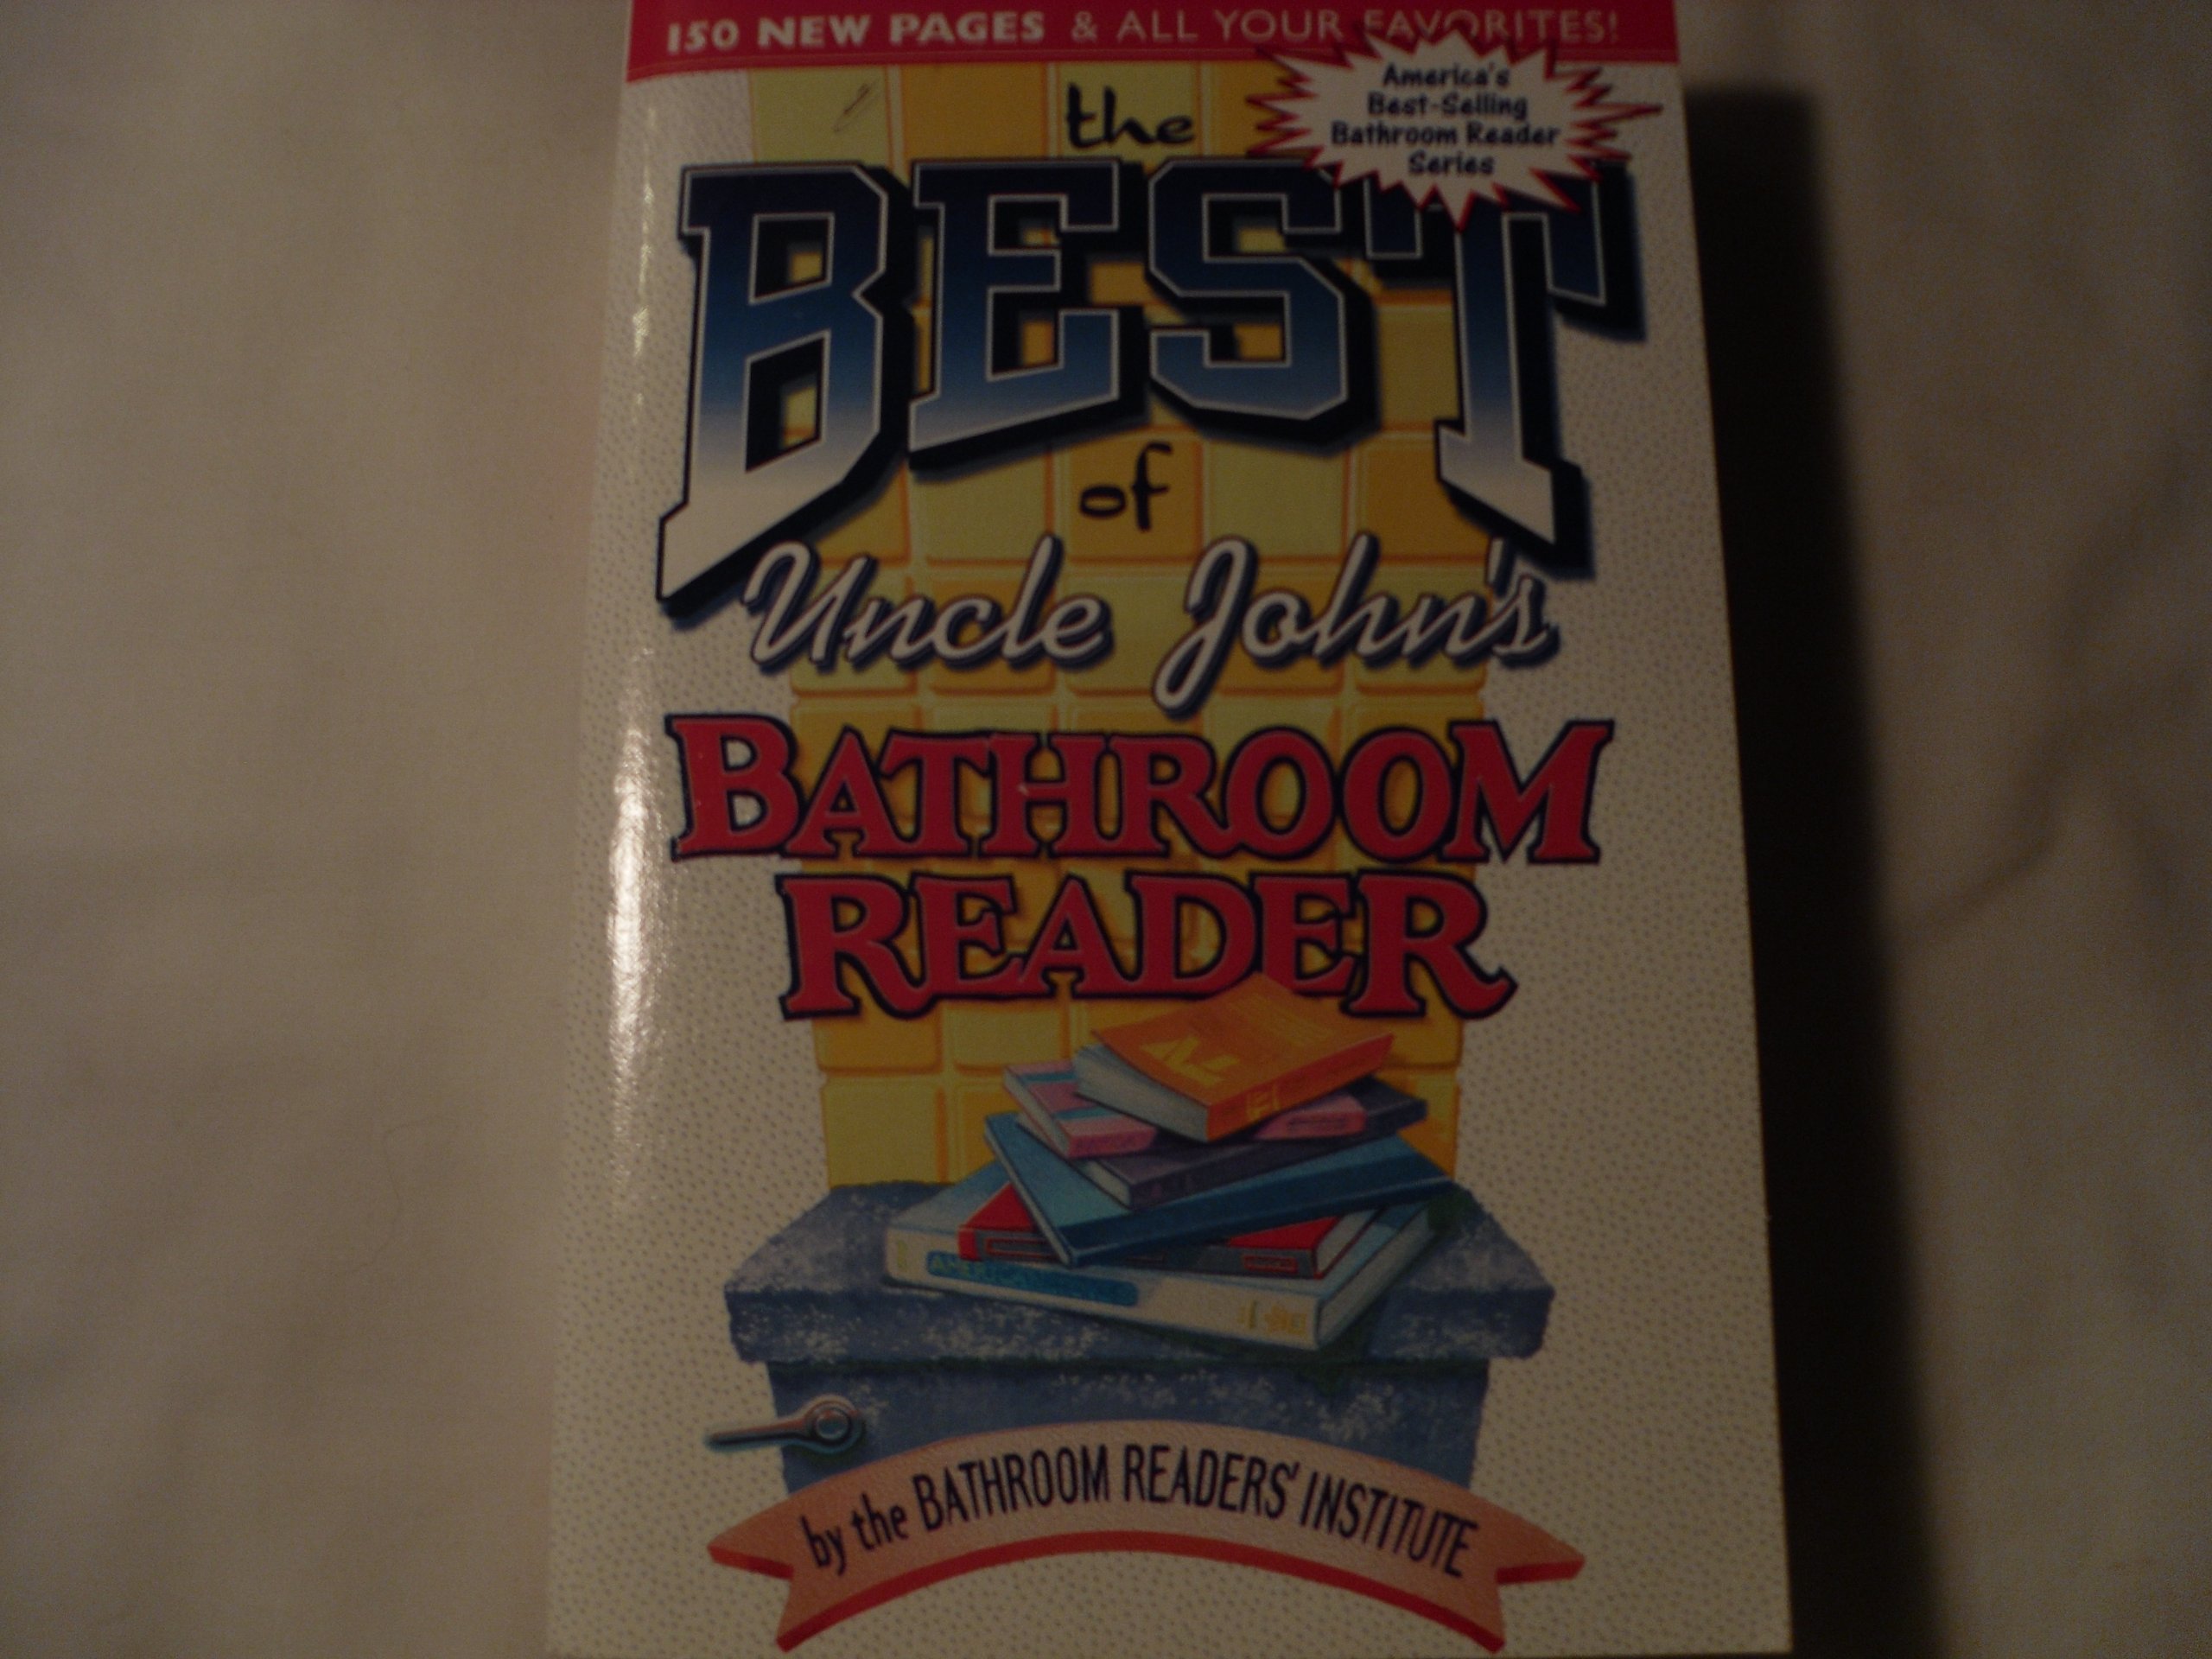 150 NEW PAGES & ALL YOUR FAVORITES!
America's
Best-Selling
Bathroom Reader
Series
the
BEST
of
Uncle John's
BATHROOM
READER
by the BATHROOM READERS' INSTITUTE